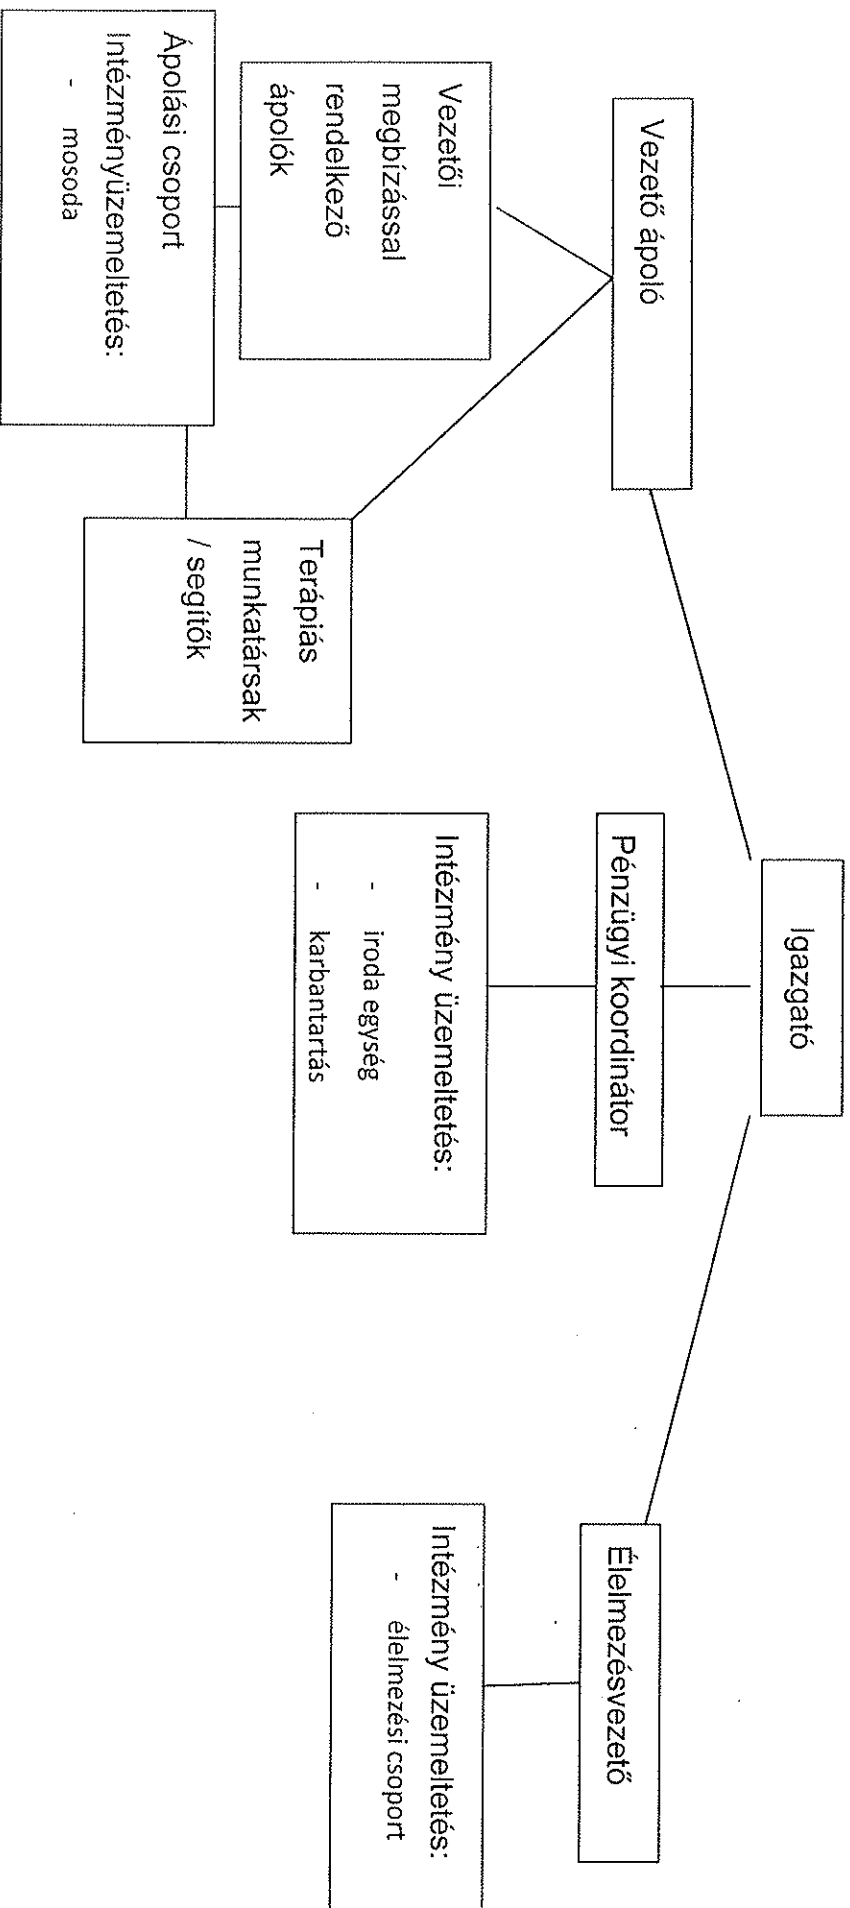 Igazgató
Vezető ápoló
Pénzügyi koordinátor
Élelmezésvezető
Vezetői
megbízással
rendelkező
ápolók
Terápiás
munkatársak
/ segítők
Ápolási csoport
Intézményüzemeltetés:
- mosoda
Intézmény üzemeltetés:
- iroda egység
- karbantartás
Intézmény üzemeltetés:
- élelmezési csoport